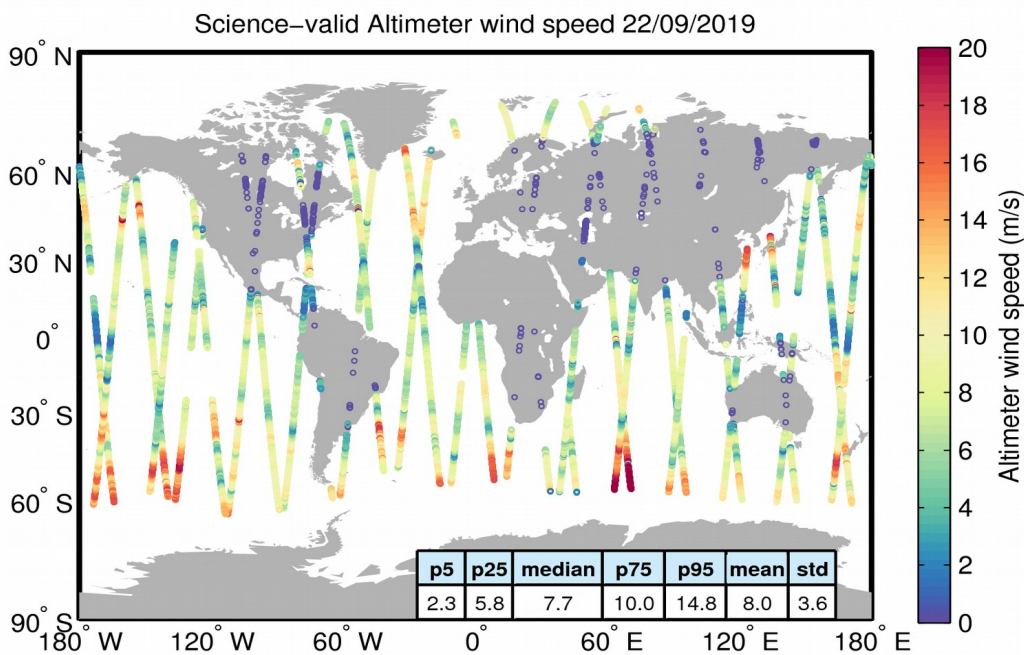 Science−valid Altimeter wind speed 22/09/2019
90° N
60° N
30° N
0°
30° S
60° S
90° S
180° W
120° W
60° W
0°
60° E
120° E
180° E
p5 p25 median p75 p95 mean std
2.3 5.8 7.7 10.0 14.8 8.0 3.6
20
18
16
14
12
10
8
6
4
2
0
Altimeter wind speed (m/s)